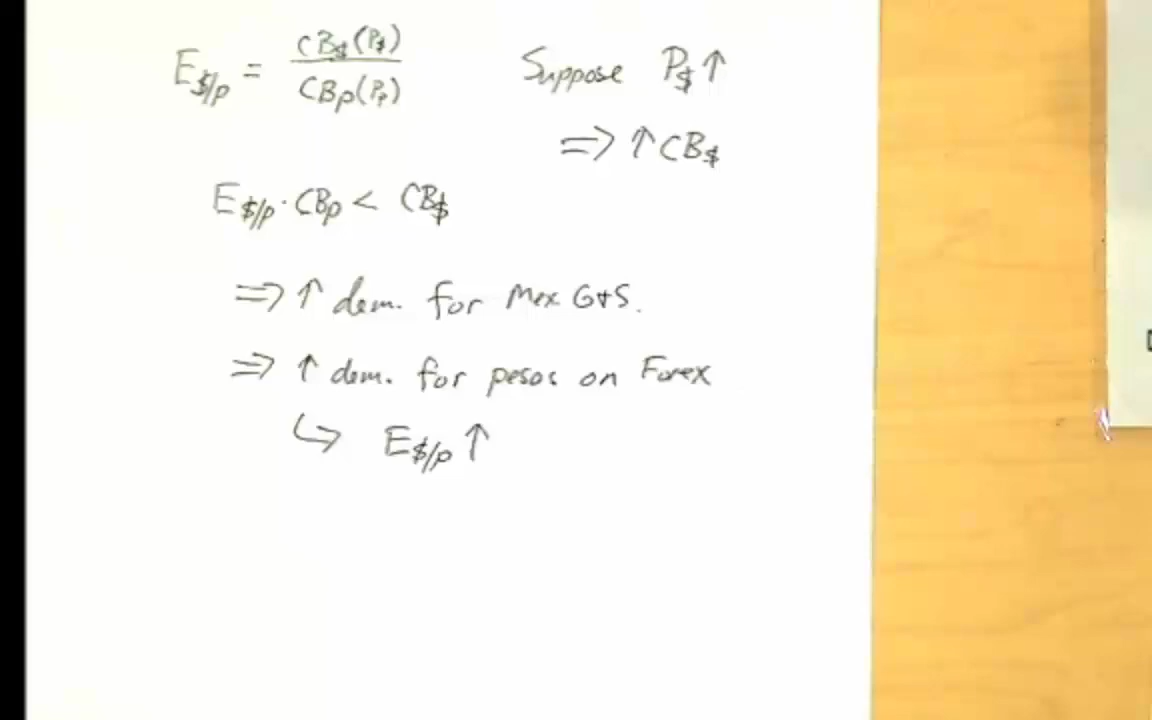 E$/p = CB$(P$) / CBp(Pp) Suppose P$ ↑
=> ↑ CB$
E$/p · CBp < CB$
=> ↑ dem. for Mex G+S.
=> ↑ dem. for pesos on Forex
↳ E$/p ↑